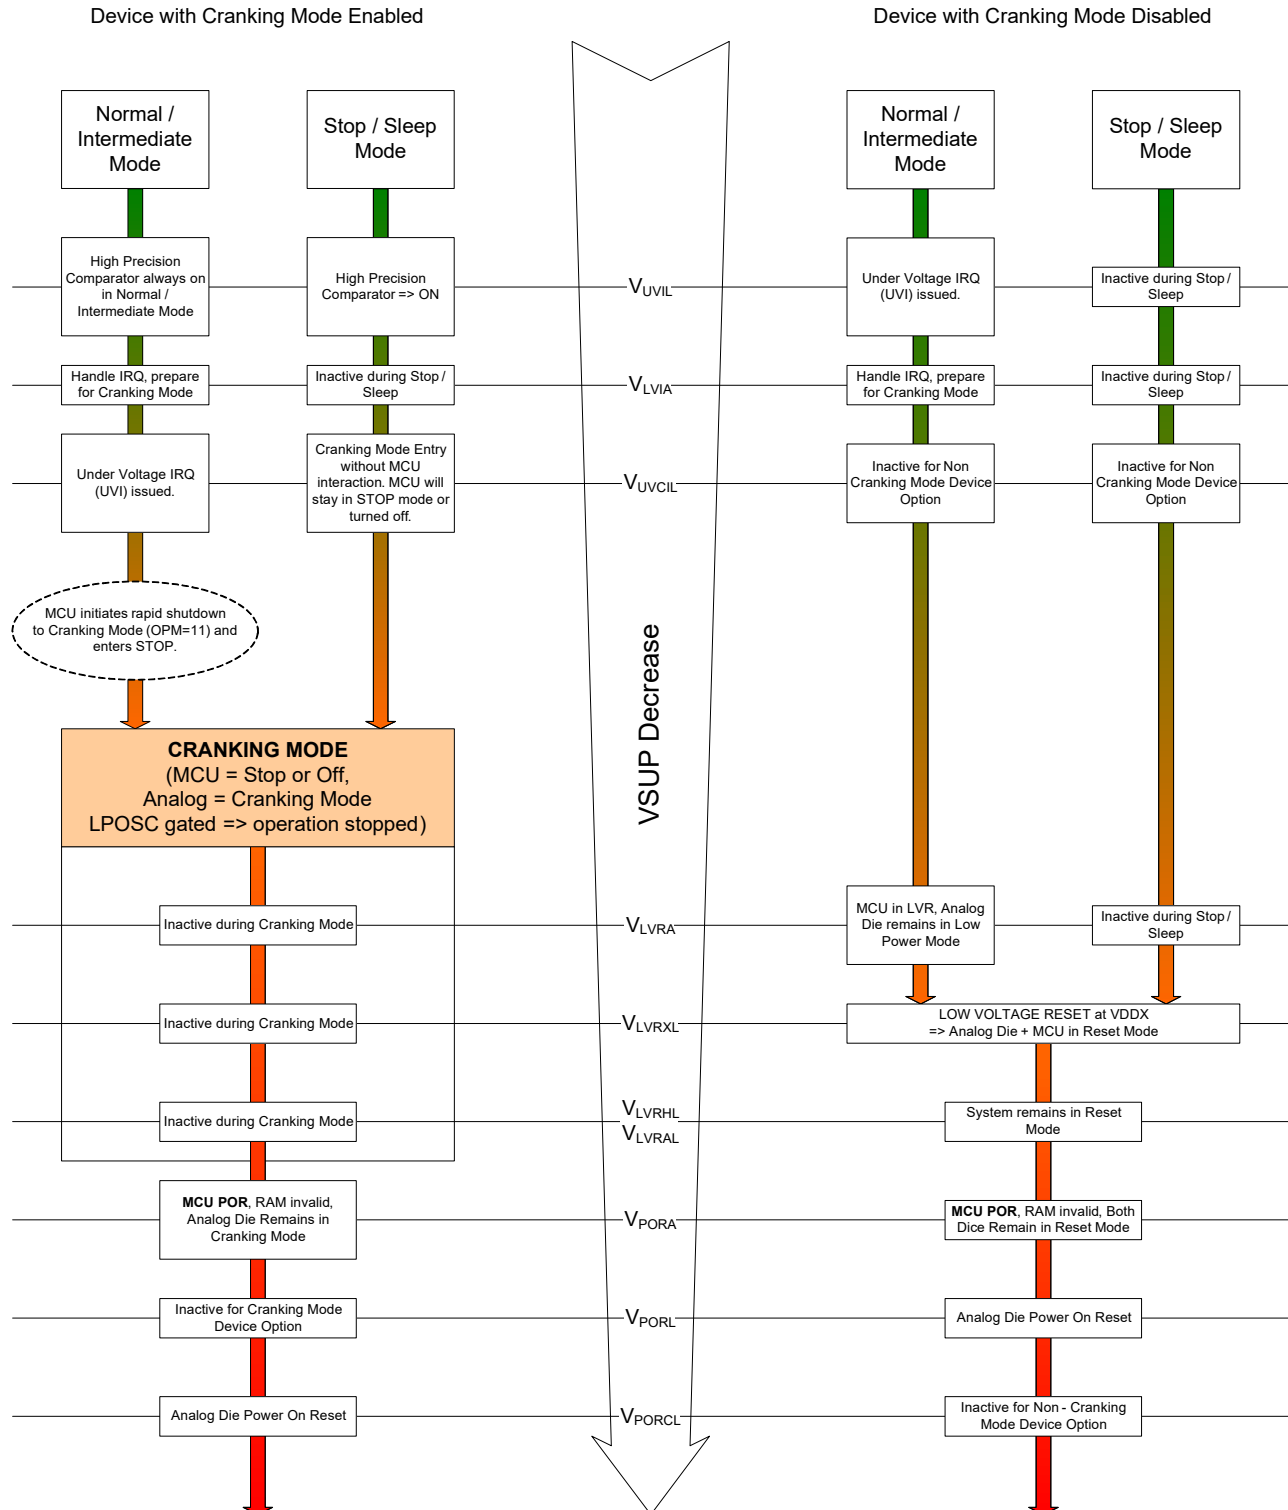 Device with Cranking Mode Enabled
Device with Cranking Mode Disabled
Normal /
Intermediate
Mode
Stop / Sleep
Mode
Normal /
Intermediate
Mode
Stop / Sleep
Mode
High Precision
Comparator always on
in Normal /
Intermediate Mode
High Precision
Comparator => ON
VUVIL
Under Voltage IRQ
(UVI) issued.
Inactive during Stop /
Sleep
Handle IRQ, prepare
for Cranking Mode
Inactive during Stop /
Sleep
VLVIA
Handle IRQ, prepare
for Cranking Mode
Inactive during Stop /
Sleep
Under Voltage IRQ
(UVI) issued.
Cranking Mode Entry
without MCU
interaction. MCU will
stay in STOP mode or
turned off.
VUVCIL
Inactive for Non
Cranking Mode Device
Option
Inactive for Non
Cranking Mode Device
Option
MCU initiates rapid shutdown
to Cranking Mode (OPM=11) and
enters STOP.
VSUP Decrease
CRANKING MODE
(MCU = Stop or Off,
Analog = Cranking Mode
LPOSC gated => operation stopped)
Inactive during Cranking Mode
VLVRA
MCU in LVR, Analog
Die remains in Low
Power Mode
Inactive during Stop /
Sleep
Inactive during Cranking Mode
VLVRXL
LOW VOLTAGE RESET at VDDX
=> Analog Die + MCU in Reset Mode
Inactive during Cranking Mode
VLVRHL
VLVRAL
System remains in Reset
Mode
MCU POR, RAM invalid,
Analog Die Remains in
Cranking Mode
VPORA
MCU POR, RAM invalid, Both
Dice Remain in Reset Mode
Inactive for Cranking Mode
Device Option
VPORL
Analog Die Power On Reset
Analog Die Power On Reset
VPORCL
Inactive for Non - Cranking
Mode Device Option